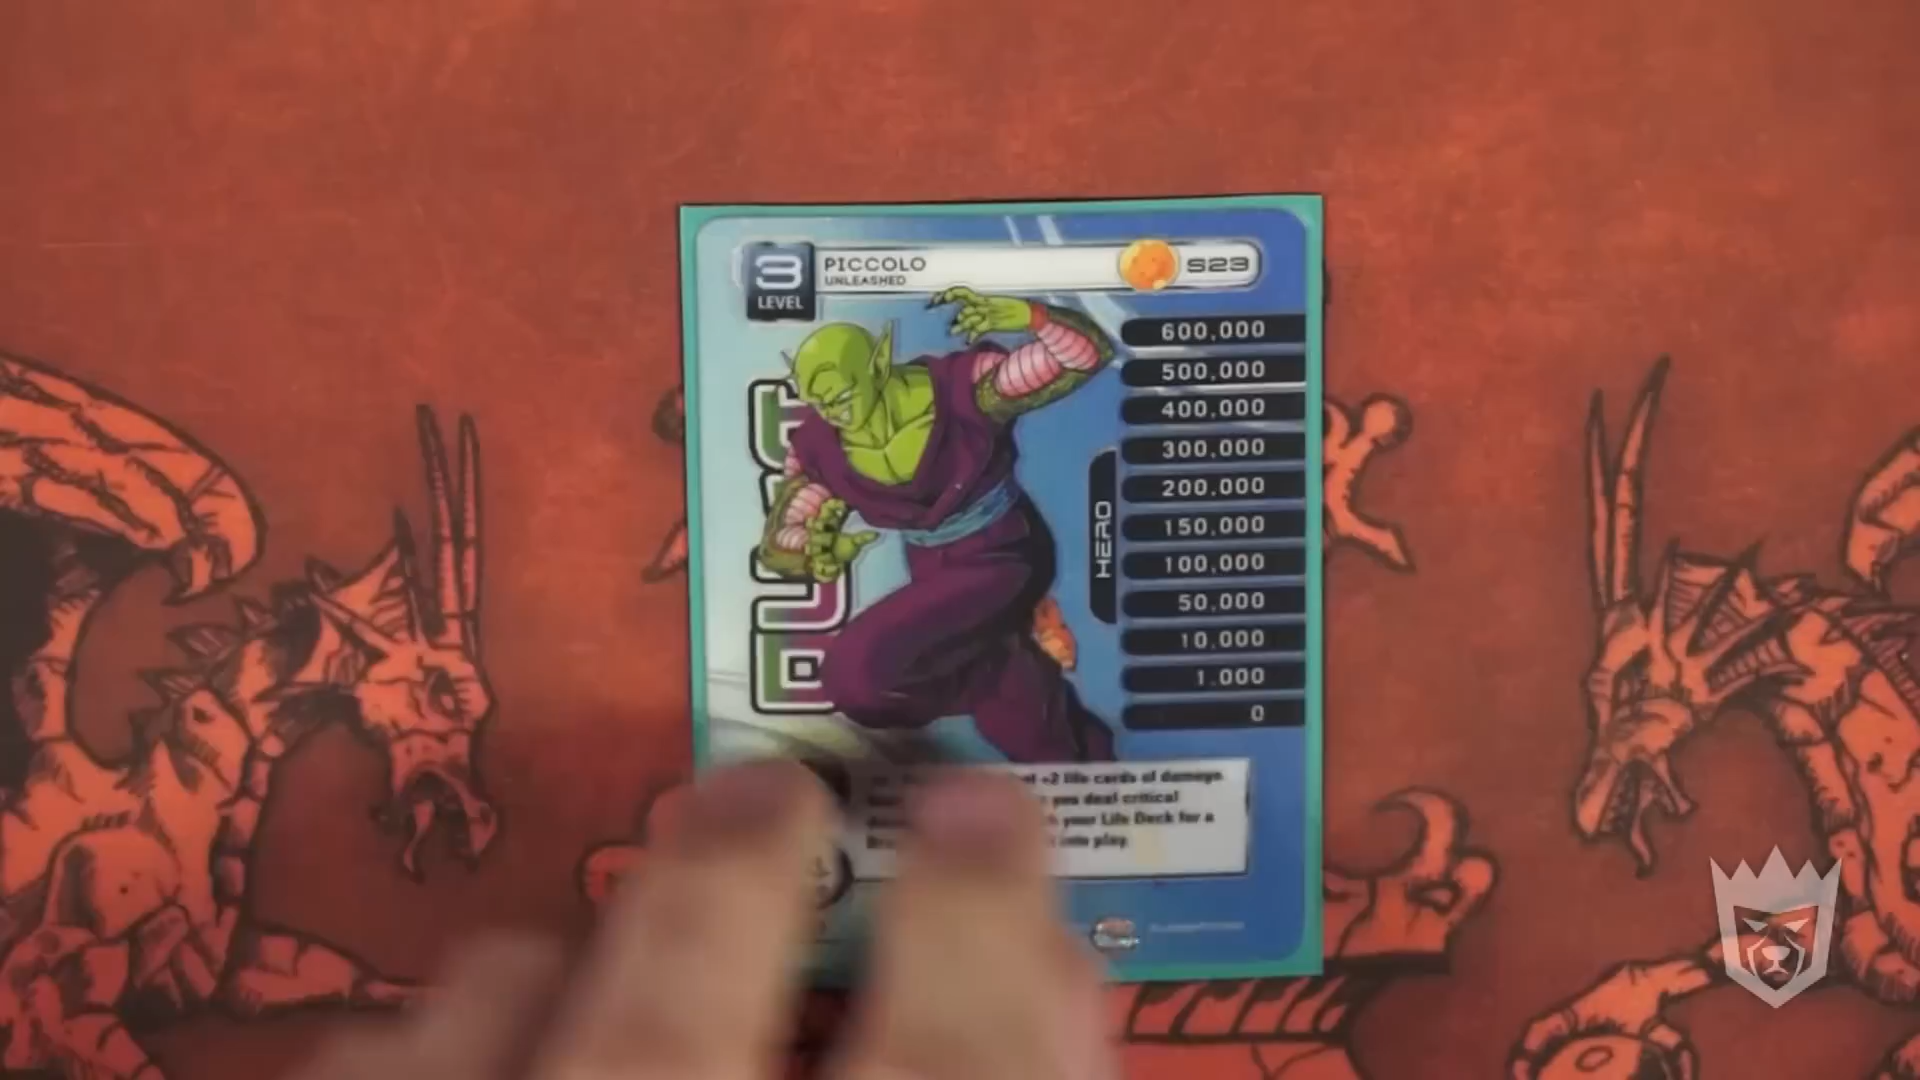 3
LEVEL
PICCOLO
UNLEASHED
S23
600,000
500,000
400,000
300,000
200,000
150,000
100,000
50,000
10,000
1,000
0
HERO
+2 life cards of damage.
you deal critical
your Life Deck for a
into play.